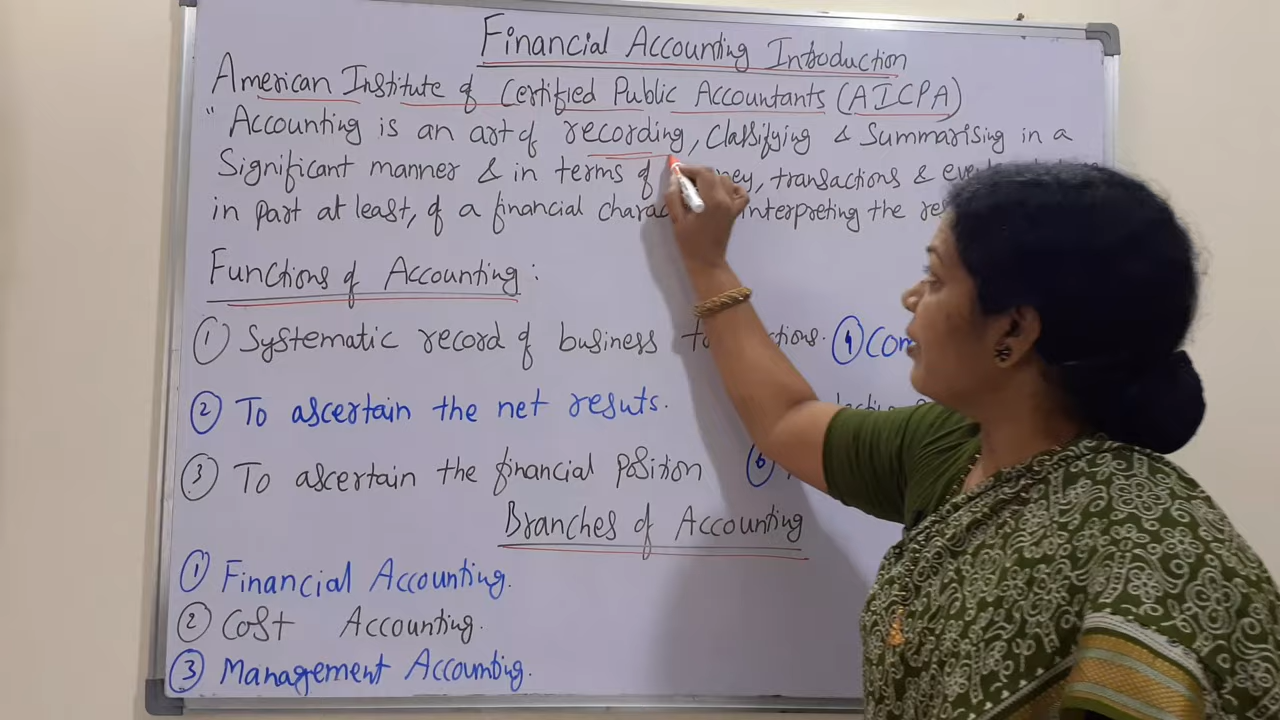 Financial Accounting Introduction
American Institute of Certified Public Accountants (AICPA)
"Accounting is an art of recording, Classifying & Summarising in a
Significant manner & in terms of transactions &
in part at least, of a financial interpreting the
Functions of Accounting:
① Systematic record of business
② To ascertain the net resuts.
③ To ascertain the financial position
④
⑥
Branches of Accounting
① Financial Accounting.
② Cost Accounting.
③ Management Accounting.